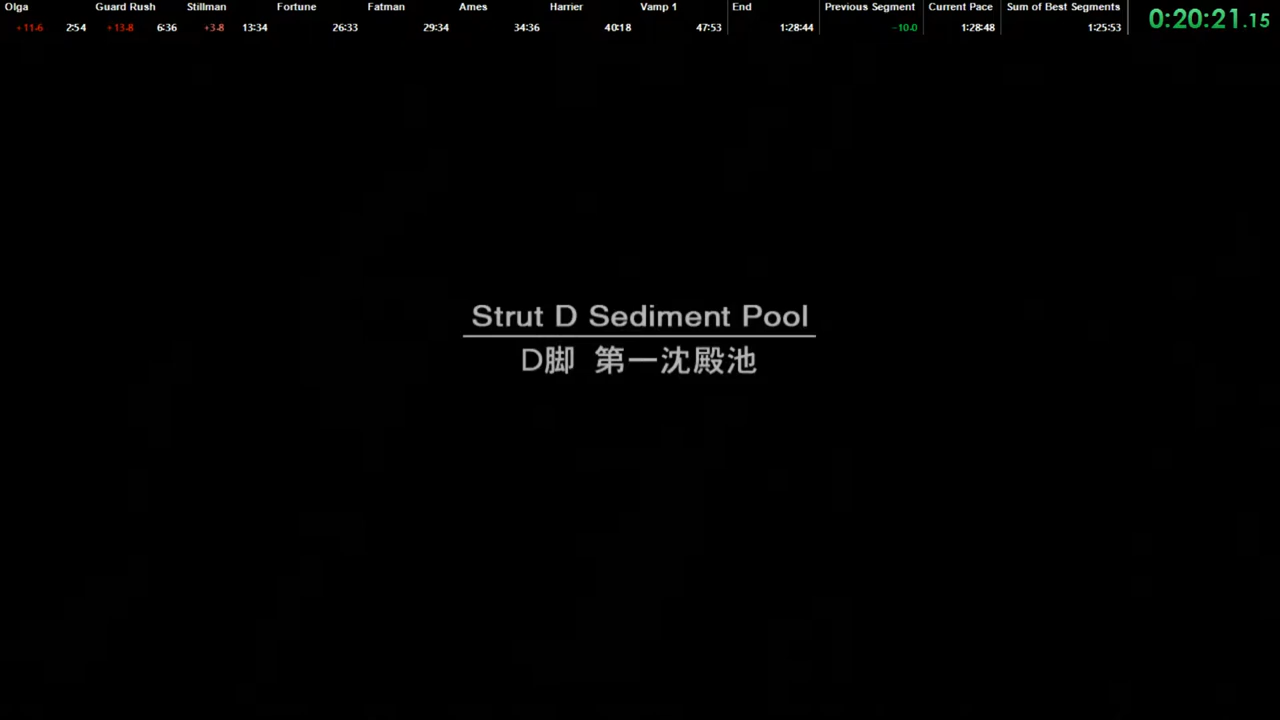 Olga Guard Rush Stillman Fortune Fatman Ames Harrier Vamp 1 End Previous Segment Current Pace Sum of Best Segments 0:20:21.15
+11.6 2:54 +13.8 6:36 +3.8 13:34 26:33 29:34 34:36 40:18 47:53 1:28:44 -10.0 1:28:48 1:25:53
Strut D Sediment Pool
D脚 第一沈殿池